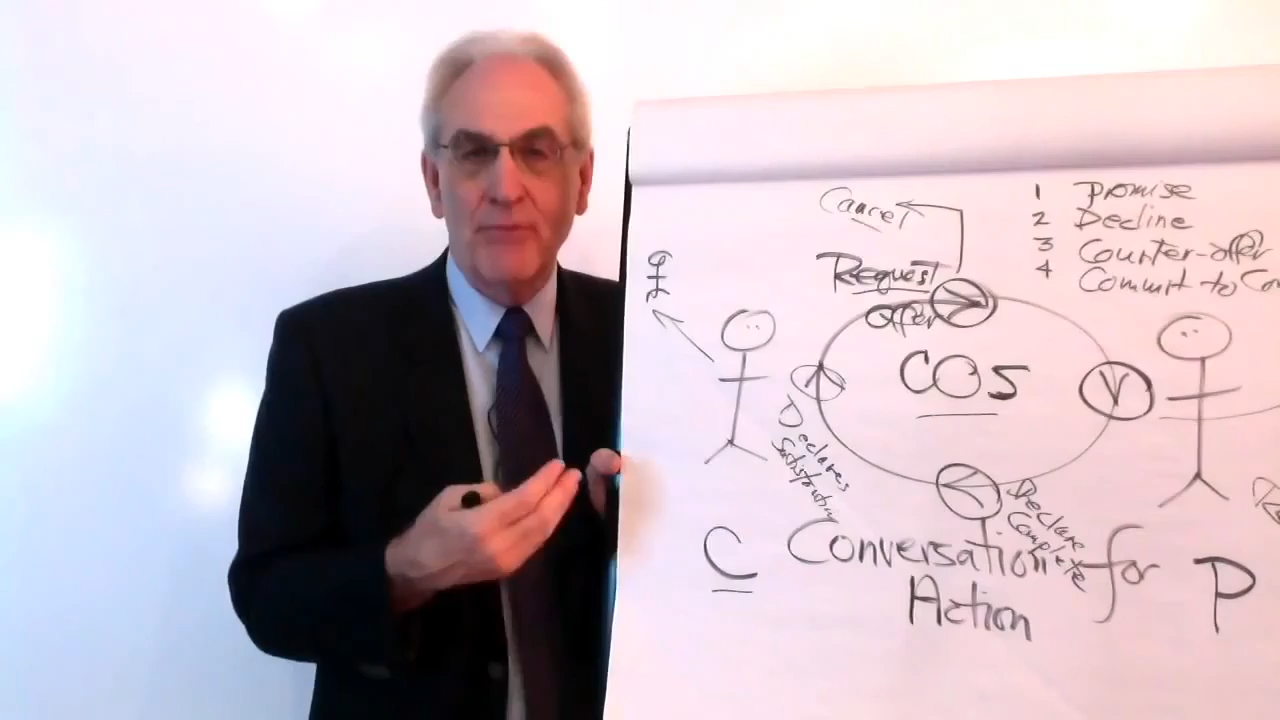 Cancel
1 Promise
2 Decline
3 Counter-offer
4 Commit to
Request
Offer
COS
Declares
Satisfaction
Declare
Complete
C Conversation for P
Action